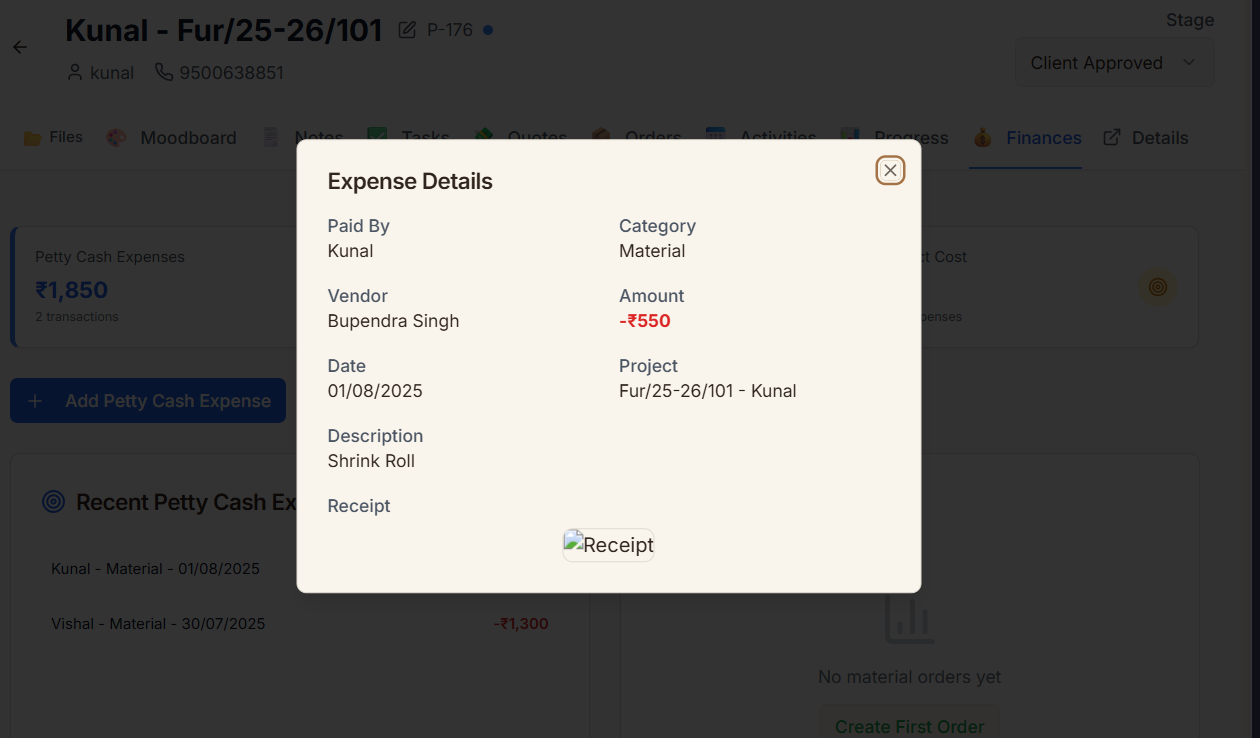 Kunal - Fur/25-26/101
P-176
Stage
kunal
9500638851
Client Approved
Files
Moodboard
Notes
Tasks
Quotes
Orders
Activities
Progress
Finances
Details
Expense Details
Paid By
Kunal
Category
Material
Vendor
Bupendra Singh
Amount
-₹550
Date
01/08/2025
Project
Fur/25-26/101 - Kunal
Description
Shrink Roll
Receipt
Receipt
Petty Cash Expenses
₹1,850
2 transactions
Cost
+ Add Petty Cash Expense
Recent Petty Cash
Kunal - Material - 01/08/2025
Vishal - Material - 30/07/2025
-₹1,300
No material orders yet
Create First Order